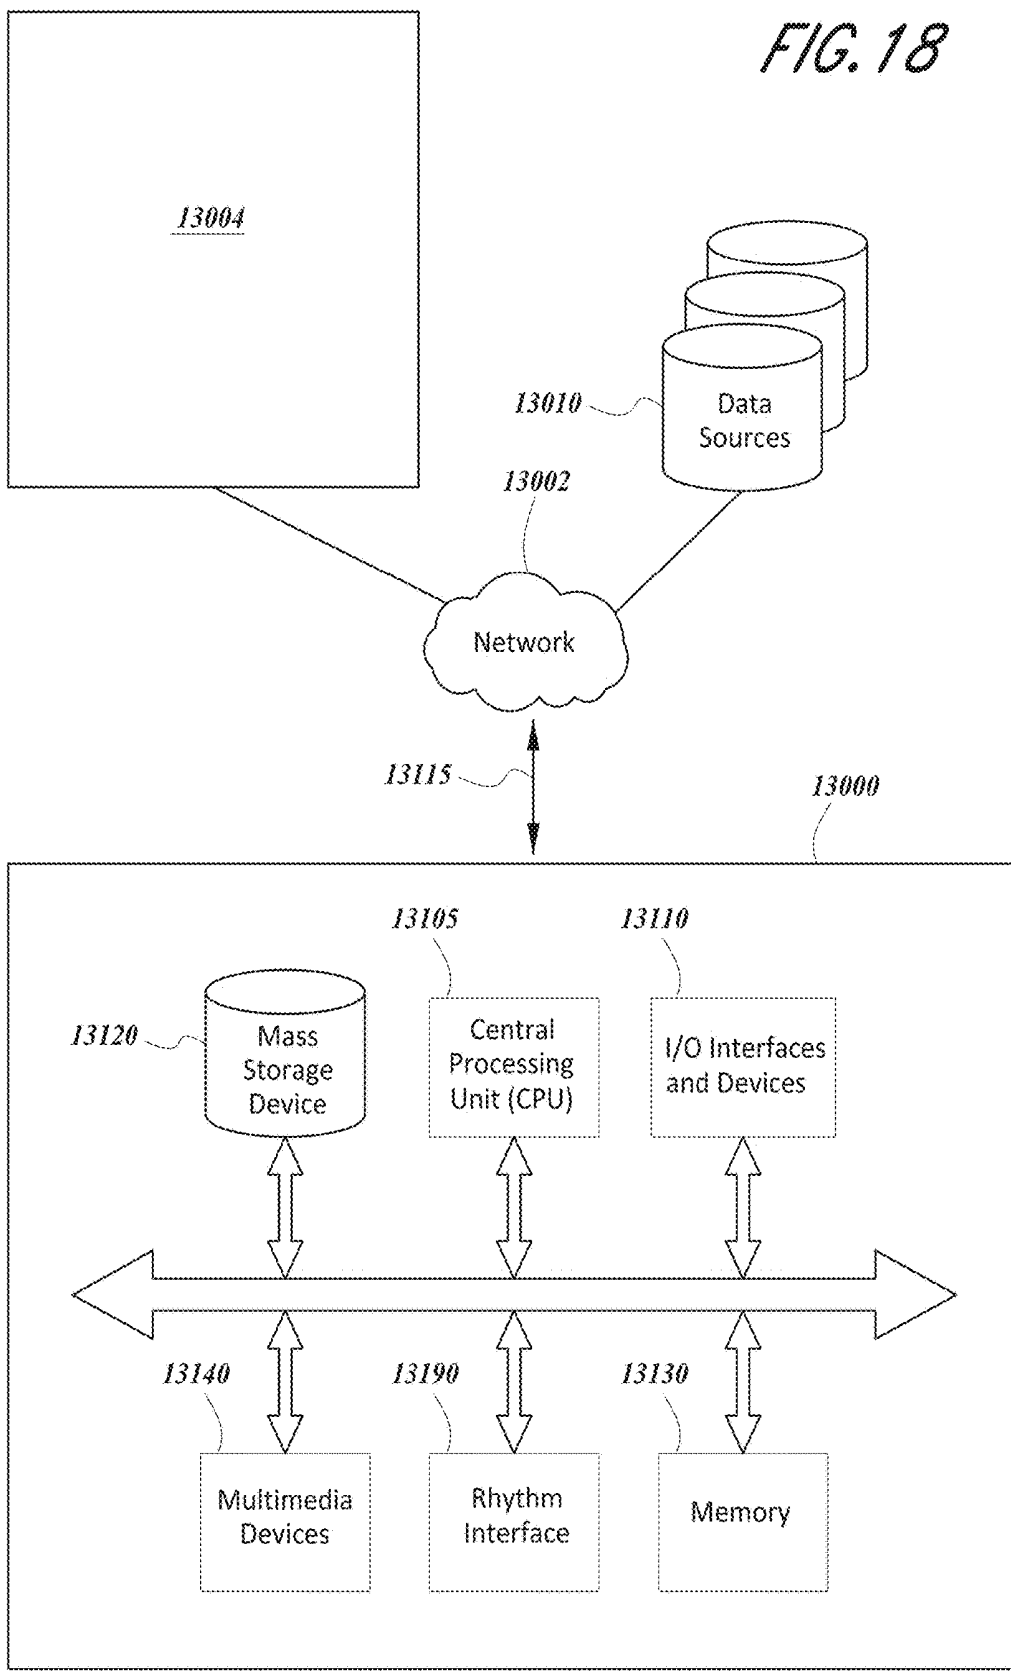 FIG. 18
13004
13010
Data
Sources
13002
Network
13115
13000
13105
13110
13120
Mass
Storage
Device
Central
Processing
Unit (CPU)
I/O Interfaces
and Devices
13140
13190
13130
Multimedia
Devices
Rhythm
Interface
Memory